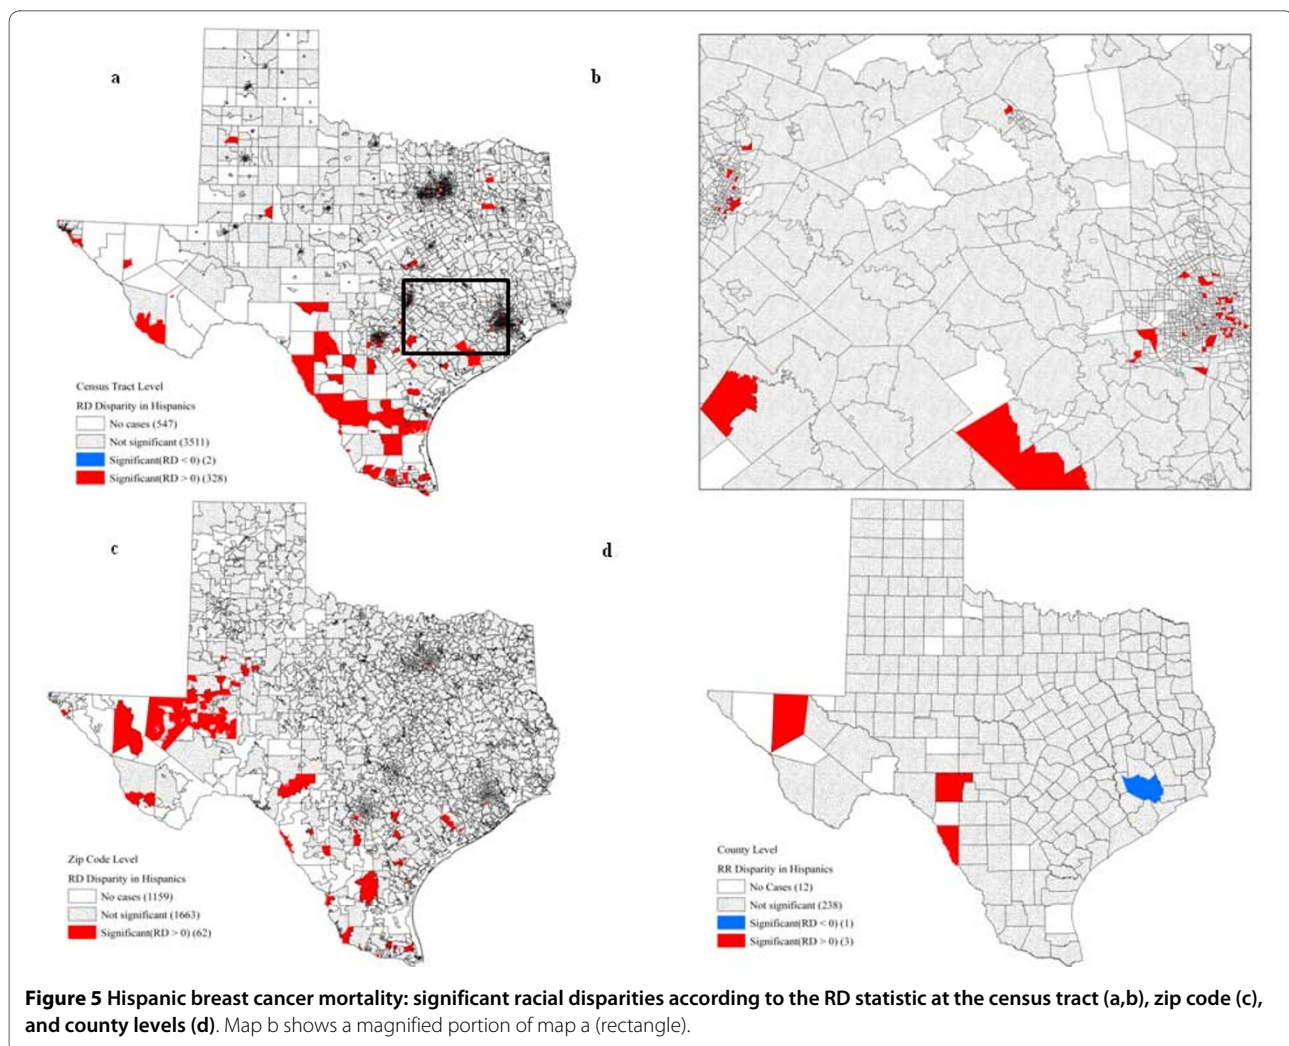 a
b
Census Tract Level
RD Disparity in Hispanics
No cases (547)
Not significant (3511)
Significant(RD < 0) (2)
Significant(RD > 0) (328)
c
d
Zip Code Level
RD Disparity in Hispanics
No cases (1159)
Not significant (1663)
Significant(RD > 0) (62)
County Level
RR Disparity in Hispanics
No Cases (12)
Not significant (238)
Significant(RD < 0) (1)
Significant(RD > 0) (3)
Figure 5 Hispanic breast cancer mortality: significant racial disparities according to the RD statistic at the census tract (a,b), zip code (c),
and county levels (d). Map b shows a magnified portion of map a (rectangle).